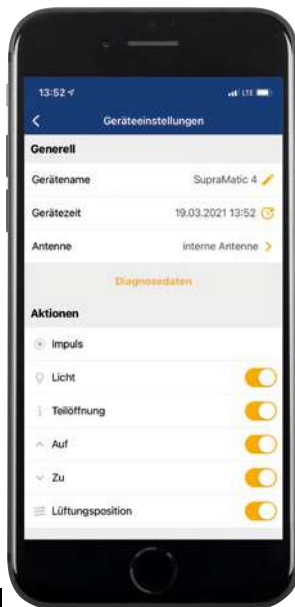 13:52
LTE
Geräteeinstellungen
Generell
Gerätename SupraMatic 4
Gerätezeit 19.03.2021 13:52
Antenne interne Antenne
Diagnosedaten
Aktionen
Impuls
Licht
Teilöffnung
Auf
Zu
Lüftungsposition